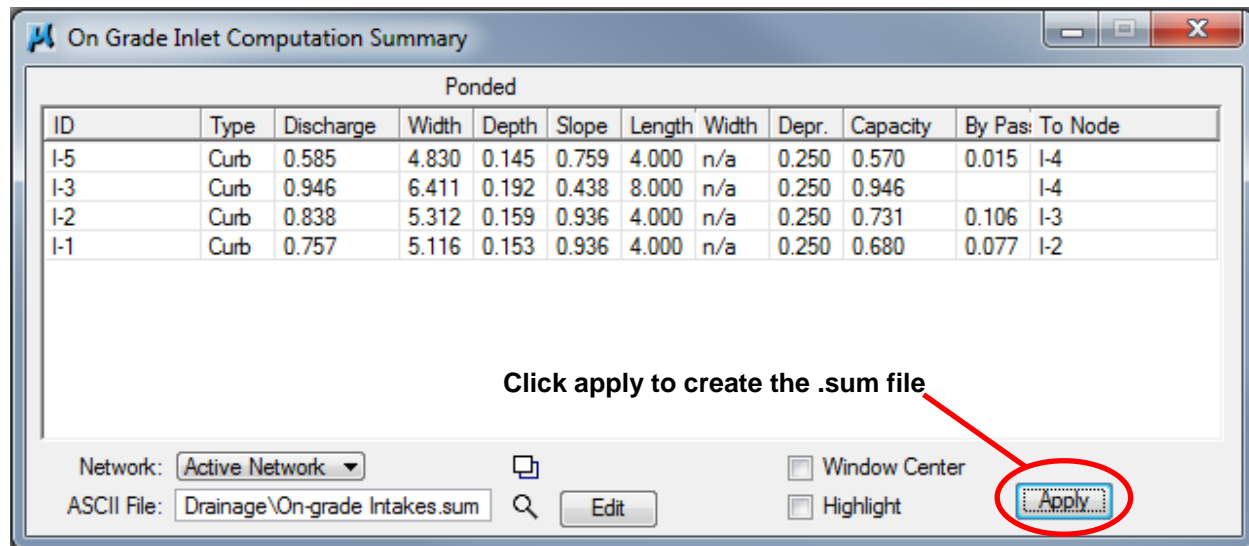 On Grade Inlet Computation Summary
Ponded
ID Type Discharge Width Depth Slope Length Width Depr. Capacity By Pas To Node
I-5 Curb 0.585 4.830 0.145 0.759 4.000 n/a 0.250 0.570 0.015 I-4
I-3 Curb 0.946 6.411 0.192 0.438 8.000 n/a 0.250 0.946 I-4
I-2 Curb 0.838 5.312 0.159 0.936 4.000 n/a 0.250 0.731 0.106 I-3
I-1 Curb 0.757 5.116 0.153 0.936 4.000 n/a 0.250 0.680 0.077 I-2
Click apply to create the .sum file
Network: Active Network Window Center
ASCII File: Drainage\On-grade Intakes.sum Edit Highlight Apply